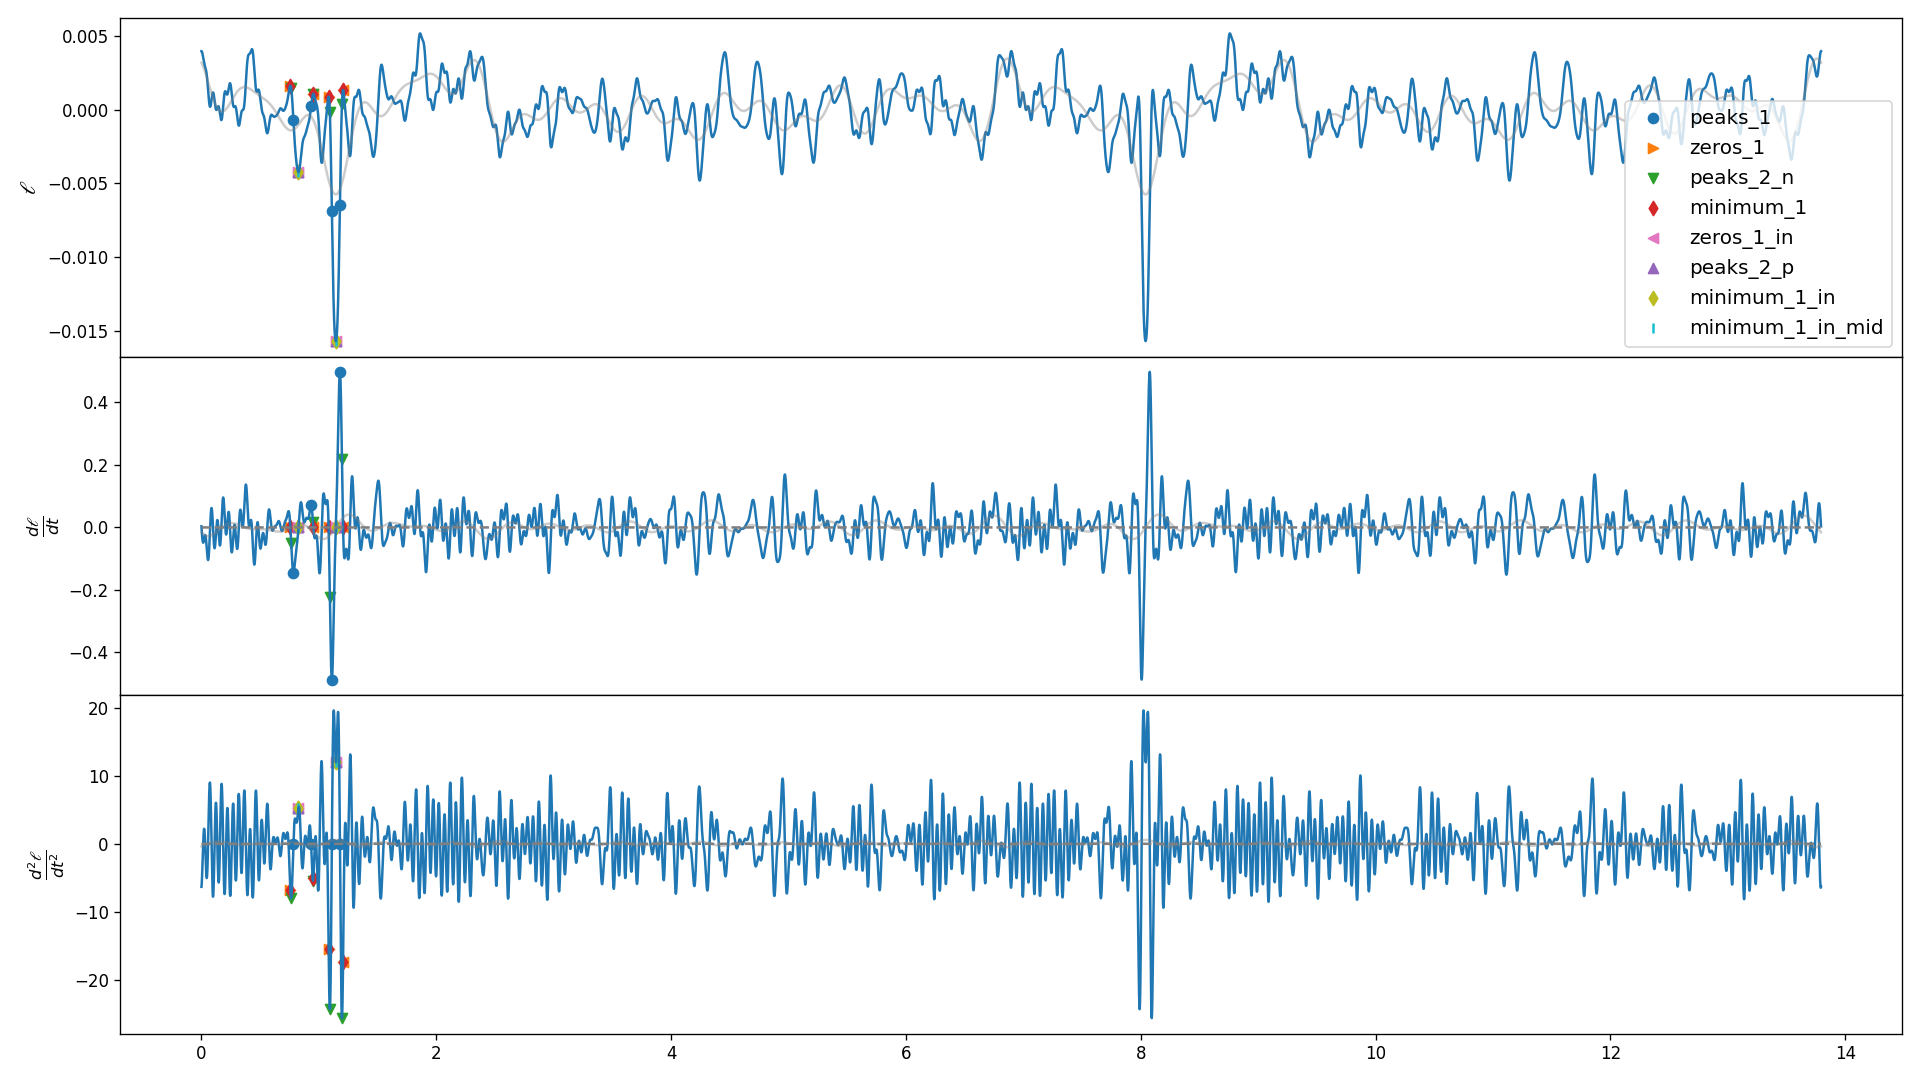 0.005
0.000
−0.005
−0.010
−0.015
ℓ
peaks_1
zeros_1
peaks_2_n
minimum_1
zeros_1_in
peaks_2_p
minimum_1_in
minimum_1_in_mid
0.4
0.2
0.0
−0.2
−0.4
dℓ
dt
20
10
0
−10
−20
d²ℓ
dt²
0 2 4 6 8 10 12 14